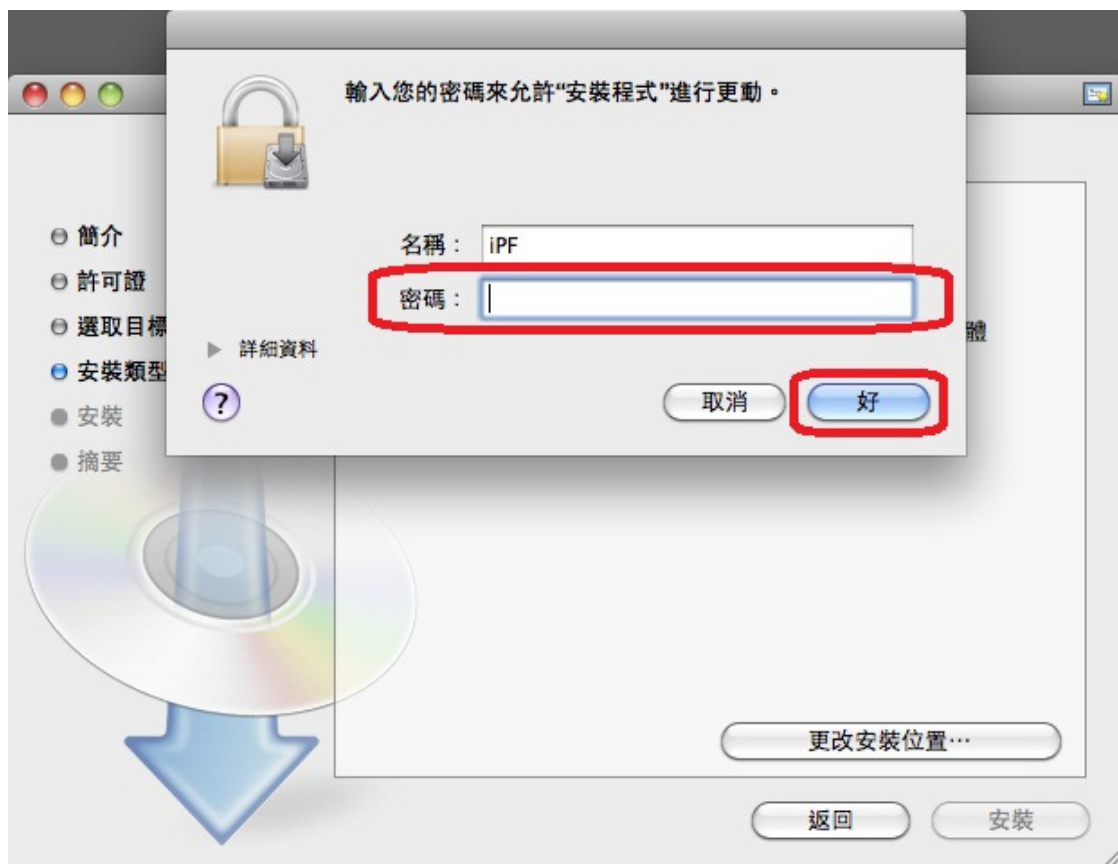 輸入您的密碼來允許“安裝程式”進行更動。
名稱： iPF
密碼：
詳細資料
?
取消
好
簡介
許可證
選取目標
安裝類型
安裝
摘要
體
更改安裝位置…
返回
安裝